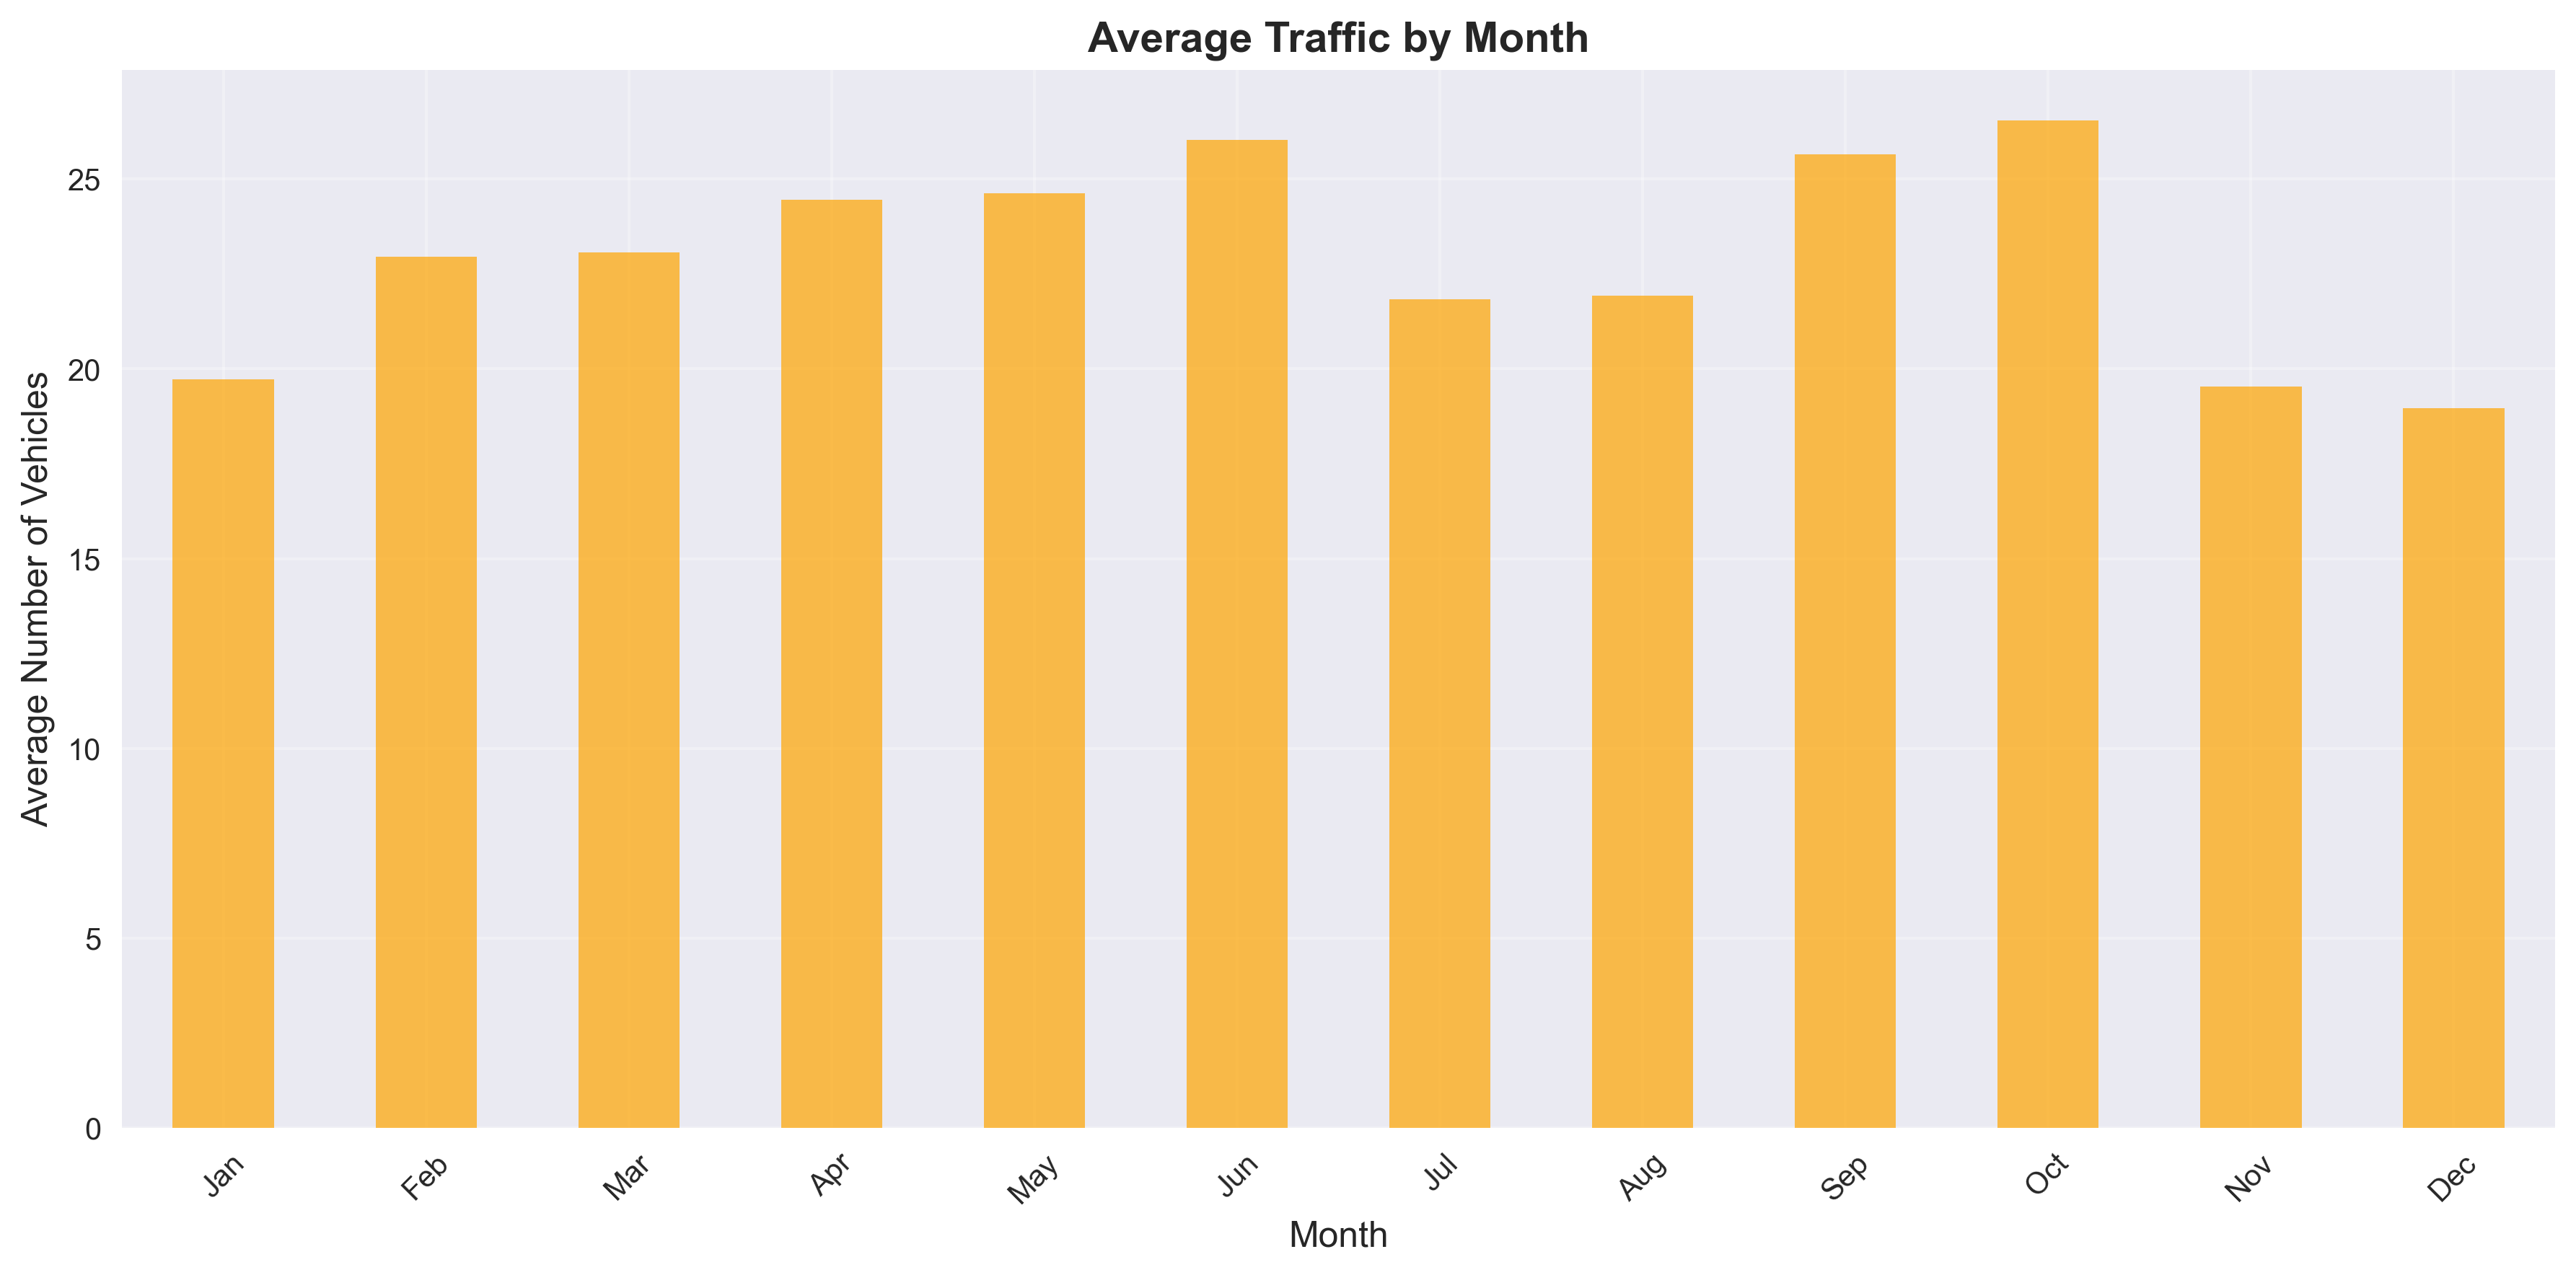 Average Traffic by Month
Average Number of Vehicles
25
20
15
10
5
0
Jan
Feb
Mar
Apr
May
Jun
Jul
Aug
Sep
Oct
Nov
Dec
Month